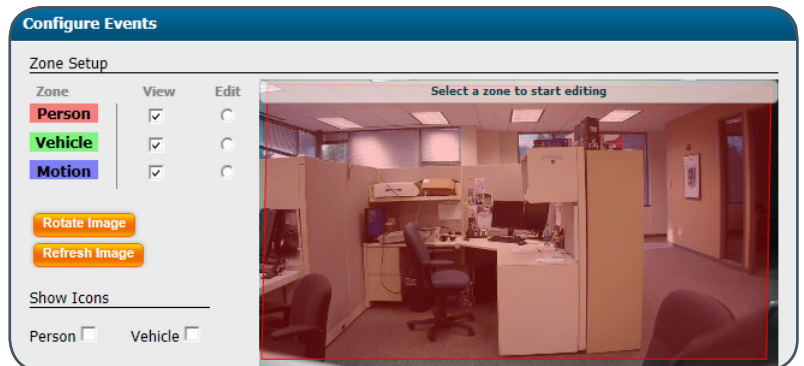 Configure Events
Zone Setup
Zone View Edit
Select a zone to start editing
Person
Vehicle
Motion
Rotate Image
Refresh Image
Show Icons
Person Vehicle